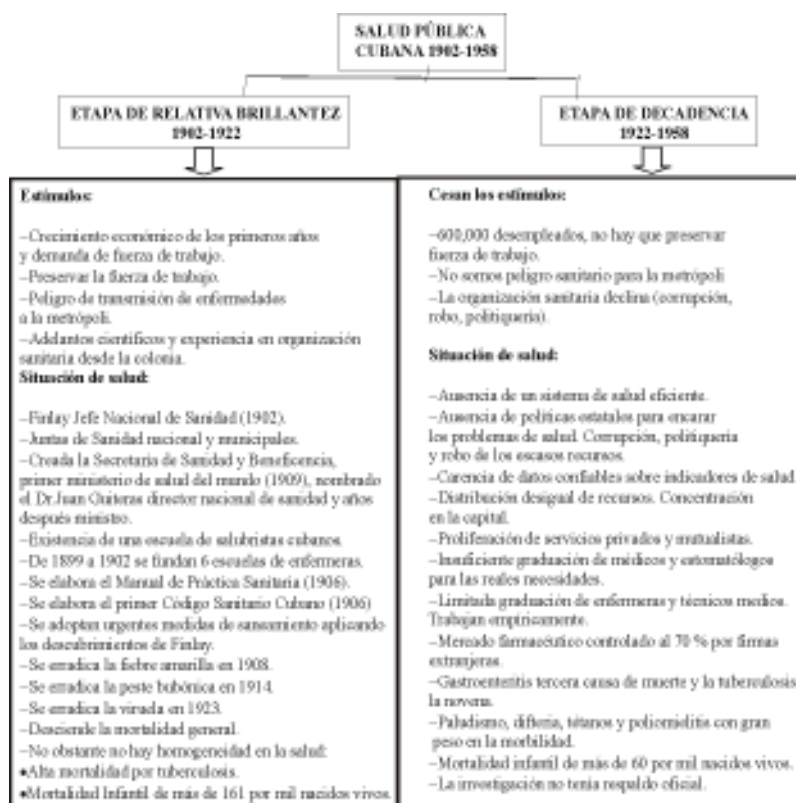 SALUD PÚBLICA
CUBANA 1902-1958
ETAPA DE RELATIVA BRILLANTEZ
1902-1922
Estímulos:
–Crecimiento económico de los primeros años
y demanda de fuerza de trabajo.
–Preservar la fuerza de trabajo.
–Peligro de transmisión de enfermedades
a la metrópoli.
–Adelantos científicos y experiencia en organización
sanitaria desde la colonia.
Situación de salud:
–Finlay Jefe Nacional de Sanidad (1902).
–Juntas de Sanidad nacional y municipales.
–Creada la Secretaría de Sanidad y Beneficencia,
primer ministerio de salud del mundo (1909), nombrado
el Dr.Juan Guiteras director nacional de sanidad y años
después ministro.
–Existencia de una escuela de salubristas cubanos.
–De 1899 a 1902 se fundan 6 escuelas de enfermeras.
–Se elabora el Manual de Práctica Sanitaria (1906).
–Se elabora el primer Código Sanitario Cubano (1906)
–Se adoptan urgentes medidas de saneamiento aplicando
los descubrimientos de Finlay.
–Se erradica la fiebre amarilla en 1908.
–Se erradica la peste bubónica en 1914.
–Se erradica la viruela en 1923.
–Desciende la mortalidad general.
–No obstante no hay homogeneidad en la salud:
•Alta mortalidad por tuberculosis.
•Mortalidad Infantil de más de 161 por mil nacidos vivos.
ETAPA DE DECADENCIA
1922-1958
Cesan los estímulos:
–600,000 desempleados, no hay que preservar
fuerza de trabajo.
–No somos peligro sanitario para la metrópoli
–La organización sanitaria declina (corrupción,
robo, politiquería).
Situación de salud:
–Ausencia de un sistema de salud eficiente.
–Ausencia de políticas estatales para encarar
los problemas de salud. Corrupción, politiquería
y robo de los escasos recursos.
–Carencia de datos confiables sobre indicadores de salud.
–Distribución desigual de recursos. Concentración
en la capital.
–Proliferación de servicios privados y mutualistas.
–Insuficiente graduación de médicos y estomatólogos
para las reales necesidades.
–Limitada graduación de enfermeras y técnicos medios.
Trabajan empíricamente.
–Mercado farmacéutico controlado al 70 % por firmas
extranjeras.
–Gastroenteritis tercera causa de muerte y la tuberculosis
la novena.
–Paludismo, difteria, tétanos y poliomielitis con gran
peso en la morbilidad.
–Mortalidad infantil de más de 60 por mil nacidos vivos.
–La investigación no tenía respaldo oficial.